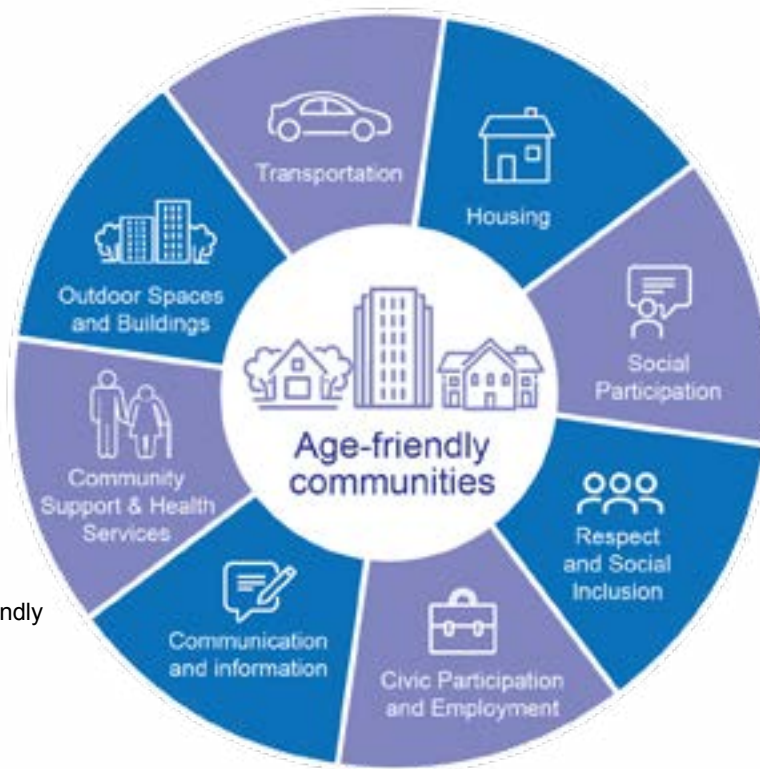 Transportation
Housing
Social
Participation
Respect
and Social
Inclusion
Civic Participation
and Employment
Communication
and information
Community
Support & Health
Services
Outdoor Spaces
and Buildings
Age-friendly
communities
ndly